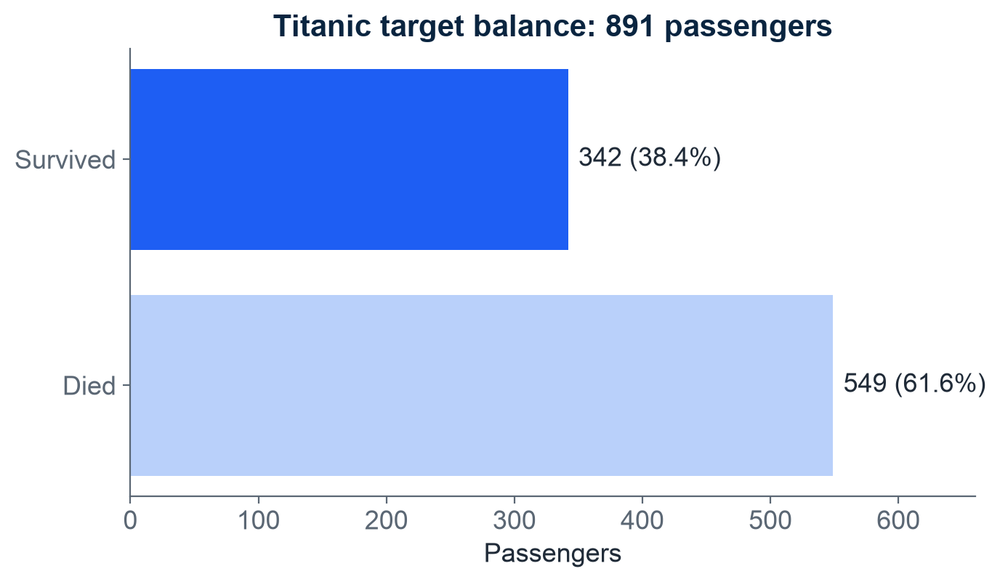 Titanic target balance: 891 passengers
Survived
342 (38.4%)
Died
549 (61.6%)
0 100 200 300 400 500 600
Passengers